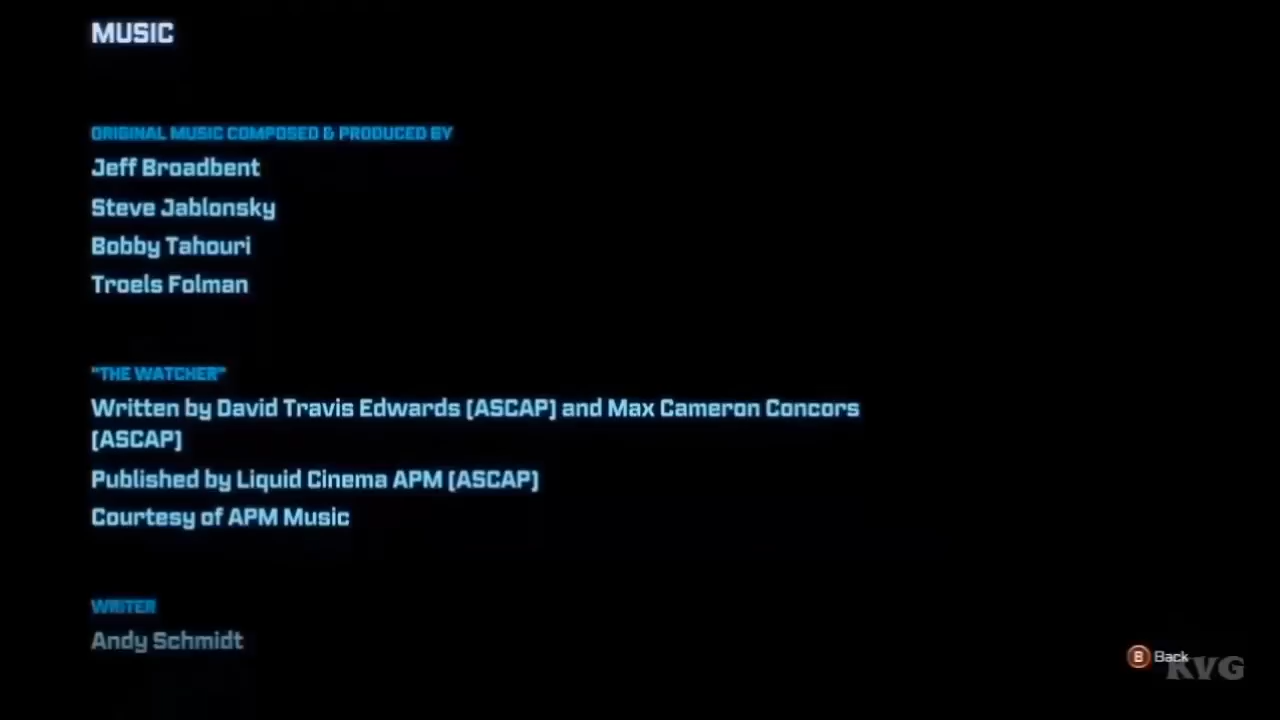 MUSIC
ORIGINAL MUSIC COMPOSED & PRODUCED BY
Jeff Broadbent
Steve Jablonsky
Bobby Tahouri
Troels Folman
"THE WATCHER"
Written by David Travis Edwards [ASCAP] and Max Cameron Concors
[ASCAP]
Published by Liquid Cinema APM [ASCAP]
Courtesy of APM Music
WRITER
Andy Schmidt
B Back
KVG